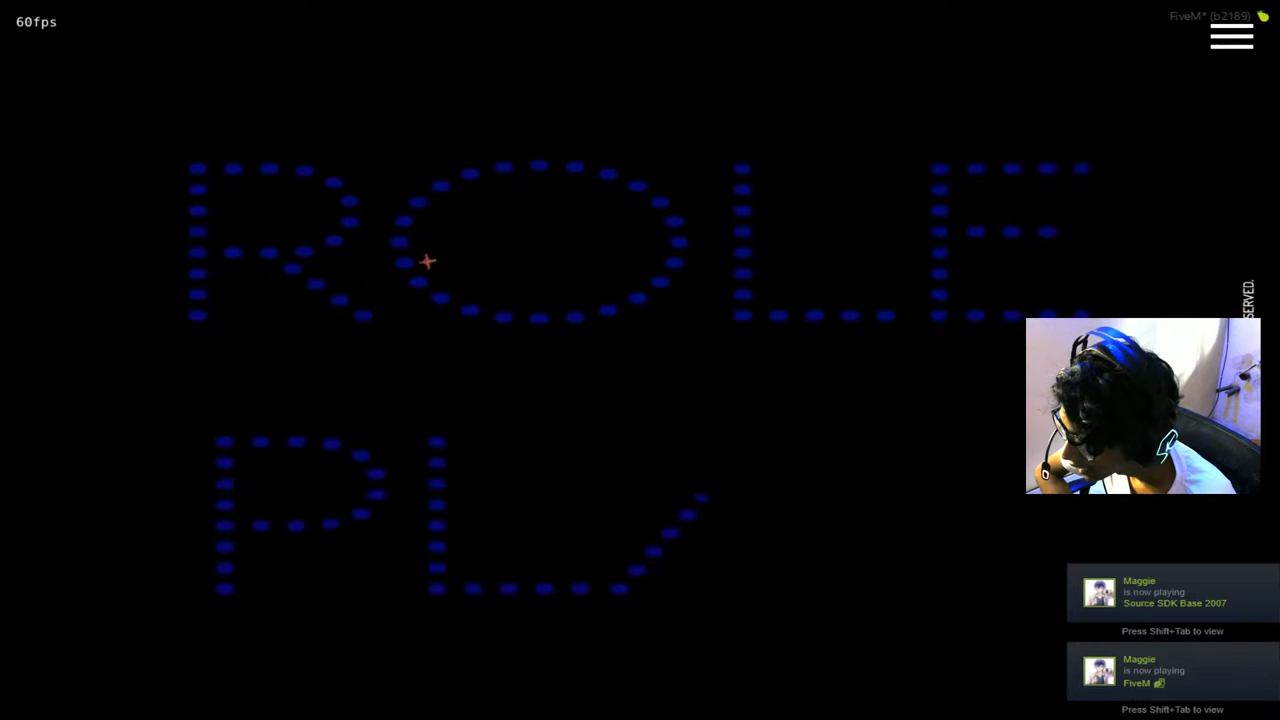 60fps
FiveM* (b2189)
ROLE
SERVED.
PL
Maggie
is now playing
Source SDK Base 2007
Press Shift+Tab to view
Maggie
is now playing
FiveM
Press Shift+Tab to view